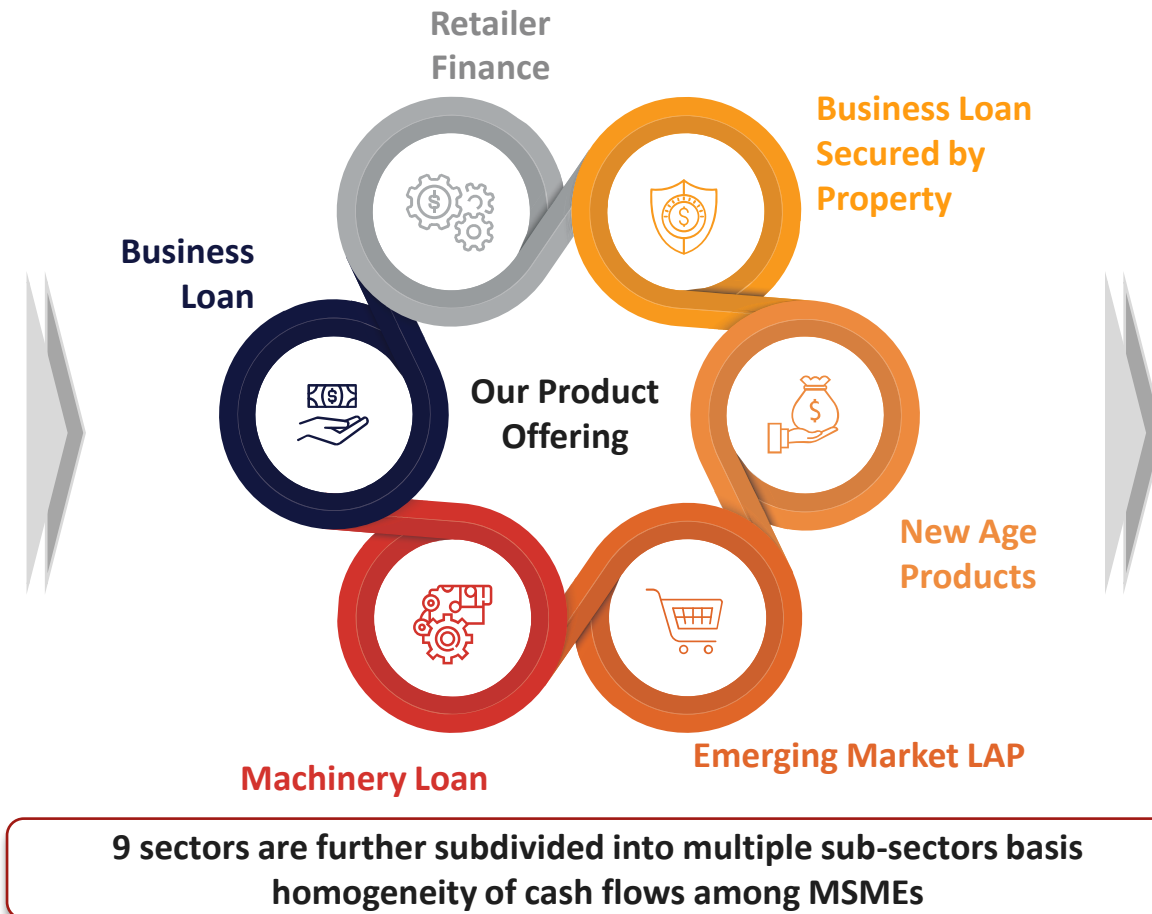 Retailer
Finance
Business Loan
Secured by
Property
Business
Loan
Our Product
Offering
New Age
Products
Emerging Market LAP
Machinery Loan
9 sectors are further subdivided into multiple sub-sectors basis
homogeneity of cash flows among MSMEs